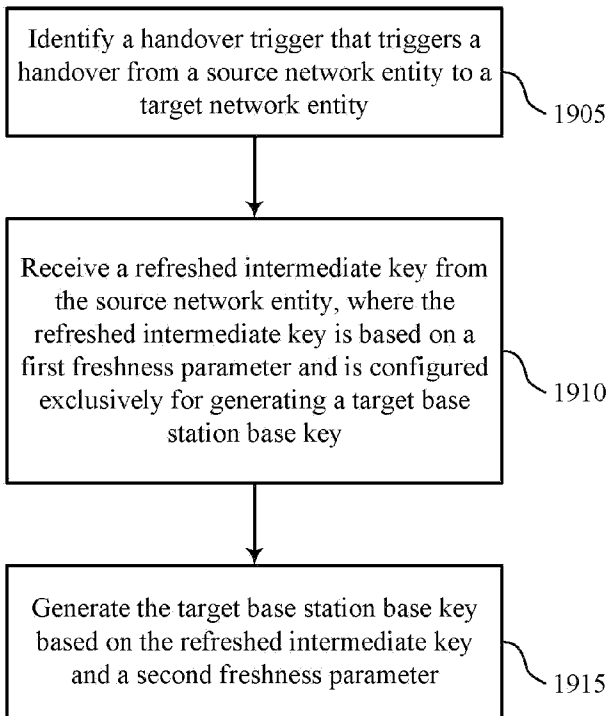 Identify a handover trigger that triggers a
handover from a source network entity to a
target network entity
1905
Receive a refreshed intermediate key from
the source network entity, where the
refreshed intermediate key is based on a
first freshness parameter and is configured
exclusively for generating a target base
station base key
1910
Generate the target base station base key
based on the refreshed intermediate key
and a second freshness parameter
1915